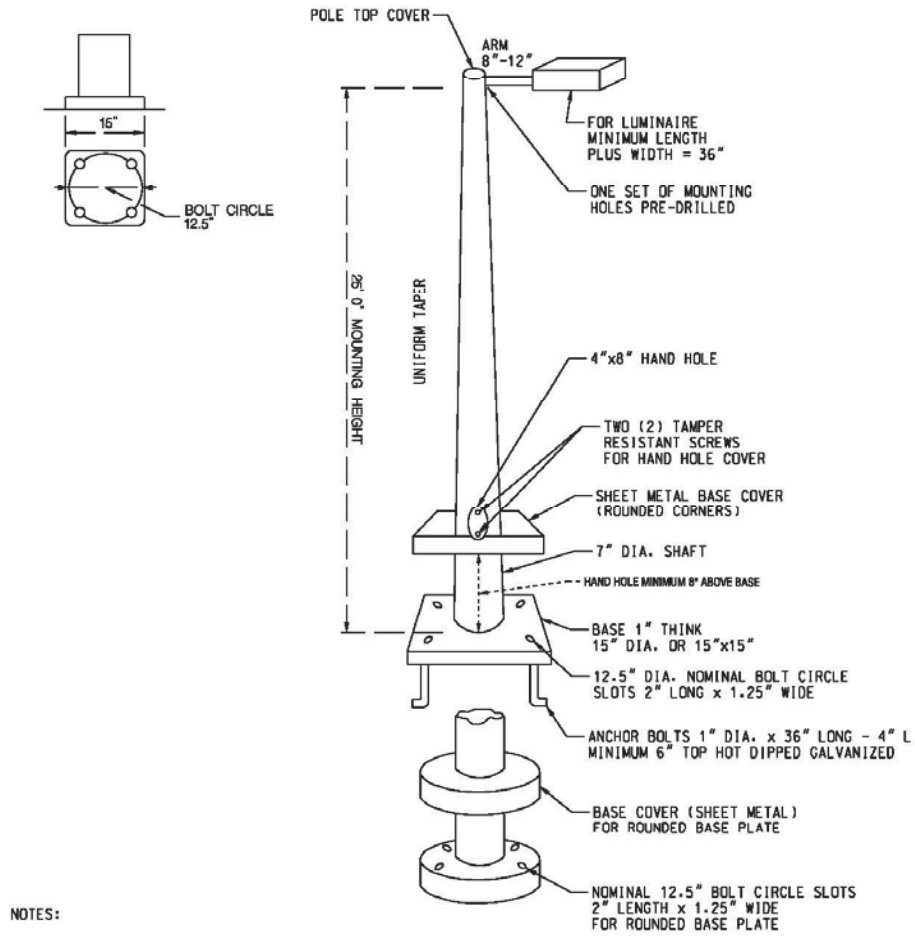 POLE TOP COVER
ARM
8"-12"
15"
BOLT CIRCLE
12.5"
FOR LUMINAIRE
MINIMUM LENGTH
PLUS WIDTH = 36"
ONE SET OF MOUNTING
HOLES PRE-DRILLED
25' 0" MOUNTING HEIGHT
UNIFORM TAPER
4"x8" HAND HOLE
TWO (2) TAMPER
RESISTANT SCREWS
FOR HAND HOLE COVER
SHEET METAL BASE COVER
(ROUNDED CORNERS)
7" DIA. SHAFT
HAND HOLE MINIMUM 8" ABOVE BASE
BASE 1" THINK
15" DIA. OR 15"x15"
12.5" DIA. NOMINAL BOLT CIRCLE
SLOTS 2" LONG x 1.25" WIDE
ANCHOR BOLTS 1" DIA. x 36" LONG - 4" L
MINIMUM 6" TOP HOT DIPPED GALVANIZED
BASE COVER (SHEET METAL)
FOR ROUNDED BASE PLATE
NOMINAL 12.5" BOLT CIRCLE SLOTS
2" LENGTH x 1.25" WIDE
FOR ROUNDED BASE PLATE
NOTES: